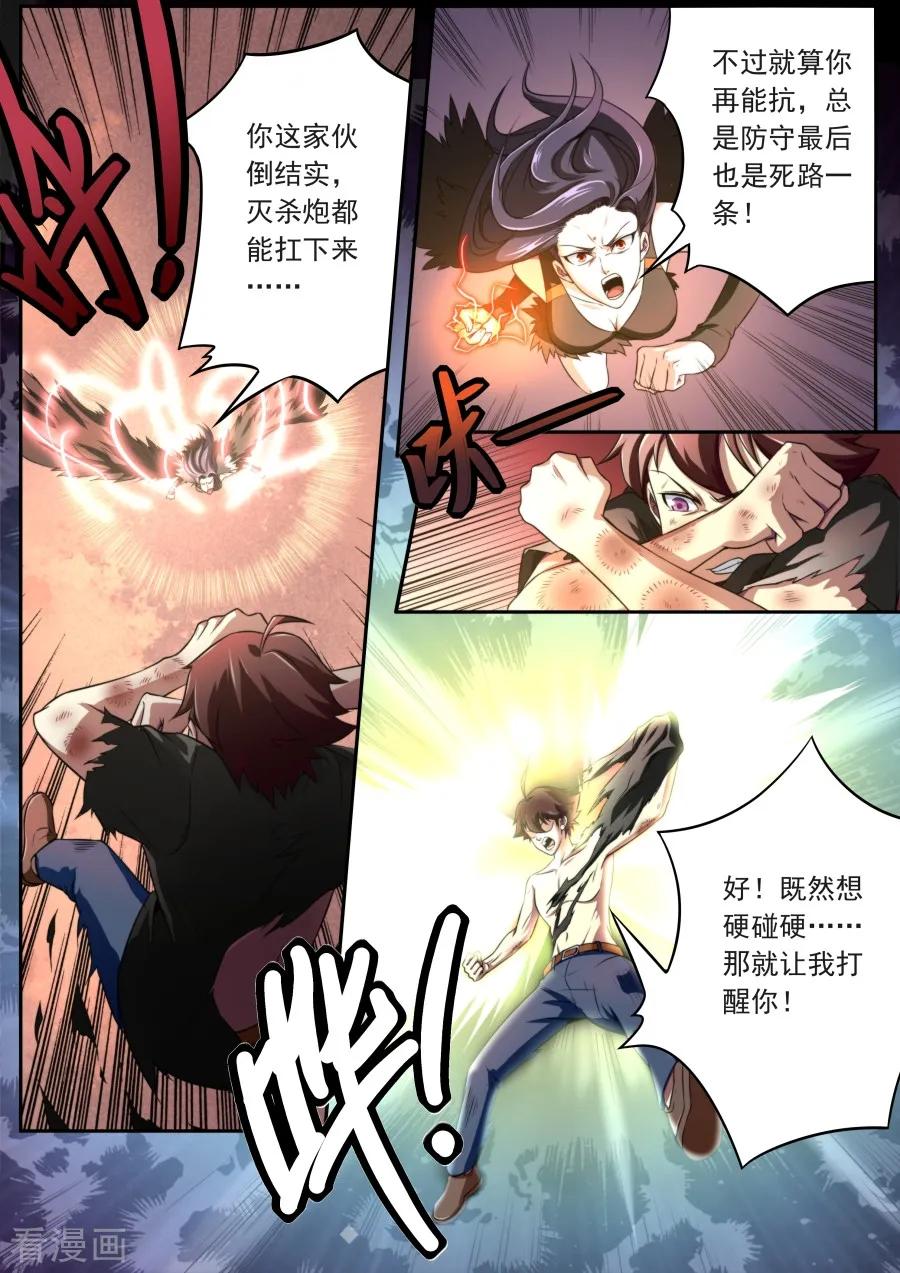 你这家伙
倒结实，
灭杀炮都
能扛下来
……
不过就算你
再能抗，总
是防守最后
也是死路一
条！
咔—
好！既然想
硬碰硬……
那就让我打
醒你！
哗！
看漫画